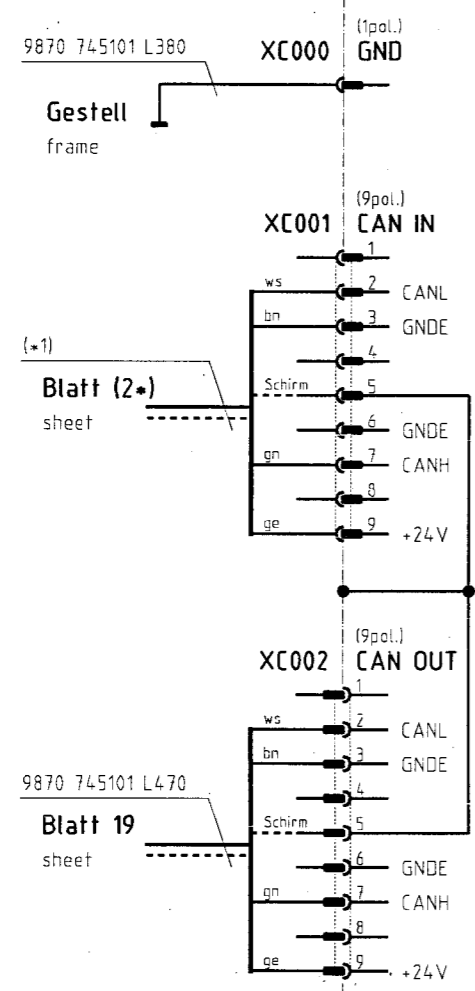 (1pol.)
9870 745101 L380
XC000 GND
Gestell
frame
(9pol.)
XC001 CAN IN
1
ws 2 CANL
bn 3 GNDE
(*1)
4
Blatt (2*)
Schirm 5
sheet
6 GNDE
gn 7 CANH
8
ge 9 +24V
(9pol.)
XC002 CAN OUT
1
ws 2 CANL
bn 3 GNDE
9870 745101 L470
4
Blatt 19
Schirm 5
sheet
6 GNDE
gn 7 CANH
8
ge 9 +24V